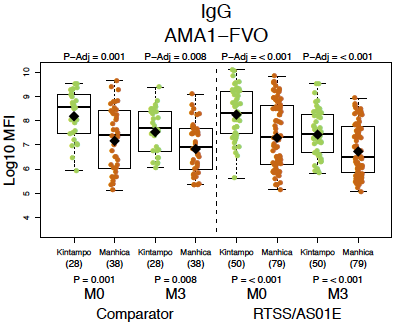 IgG
AMA1-FVO
P-Adj = 0.001 P-Adj = 0.008 P-Adj = < 0.001 P-Adj = < 0.001
Log10 MFI
10
9
8
7
6
5
4
Kintampo Manhica Kintampo Manhica Kintampo Manhica Kintampo Manhica
(28) (38) (28) (38) (50) (79) (50) (79)
P = 0.001 P = 0.008 P = < 0.001 P = < 0.001
M0 M3 M0 M3
Comparator RTSS/AS01E